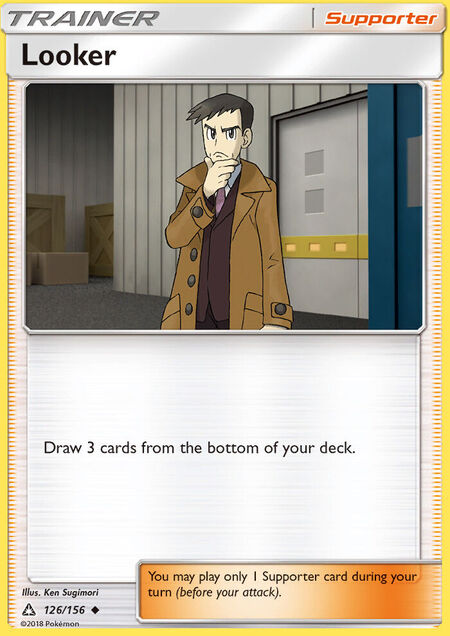 TRAINER Supporter
Looker
Draw 3 cards from the bottom of your deck.
Illus. Ken Sugimori
You may play only 1 Supporter card during your
turn (before your attack).
126/156
©2018 Pokémon